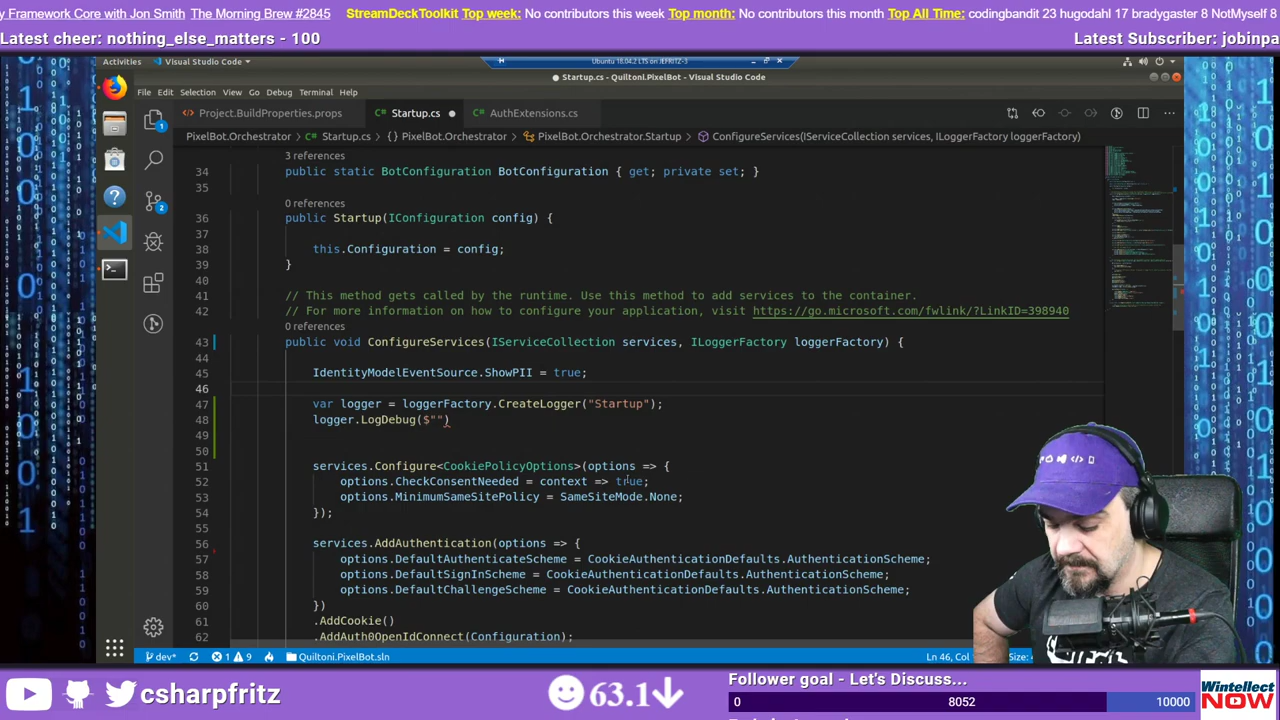 y Framework Core with Jon Smith The Morning Brew #2845 StreamDeckToolkit Top week: No contributors this week Top month: No contributors this month Top All Time: codingbandit 23 hugodahl 17 bradygaster 8 NotMyself 8
Latest cheer: nothing_else_matters - 100 Latest Subscriber: jobinpa
Activities Visual Studio Code Ubuntu 18.04.2 LTS on JEFRITZ-3
Startup.cs - Quiltoni.PixelBot - Visual Studio Code
File Edit Selection View Go Debug Terminal Help
Project.BuildProperties.props Startup.cs AuthExtensions.cs
PixelBot.Orchestrator Startup.cs {} PixelBot.Orchestrator PixelBot.Orchestrator.Startup ConfigureServices(IServiceCollection services, ILoggerFactory loggerFactory)
3 references
34 public static BotConfiguration BotConfiguration { get; private set; }
35
0 references
36 public Startup(IConfiguration config) {
37
38 this.Configuration = config;
39 }
40
41 // This method gets called by the runtime. Use this method to add services to the container.
42 // For more information on how to configure your application, visit https://go.microsoft.com/fwlink/?LinkID=398940
0 references
43 public void ConfigureServices(IServiceCollection services, ILoggerFactory loggerFactory) {
44
45 IdentityModelEventSource.ShowPII = true;
46
47 var logger = loggerFactory.CreateLogger("Startup");
48 logger.LogDebug($"")
49
50
51 services.Configure<CookiePolicyOptions>(options => {
52 options.CheckConsentNeeded = context => true;
53 options.MinimumSameSitePolicy = SameSiteMode.None;
54 });
55
56 services.AddAuthentication(options => {
57 options.DefaultAuthenticateScheme = CookieAuthenticationDefaults.AuthenticationScheme;
58 options.DefaultSignInScheme = CookieAuthenticationDefaults.AuthenticationScheme;
59 options.DefaultChallengeScheme = CookieAuthenticationDefaults.AuthenticationScheme;
60 })
61 .AddCookie()
62 .AddAuth0OpenIdConnect(Configuration);
dev* 1 9 Quiltoni.PixelBot.sln Ln 46, Col Size:
csharpfritz 63.1 Follower goal - Let's Discuss...
0 8052 10000
Wintellect
NOW